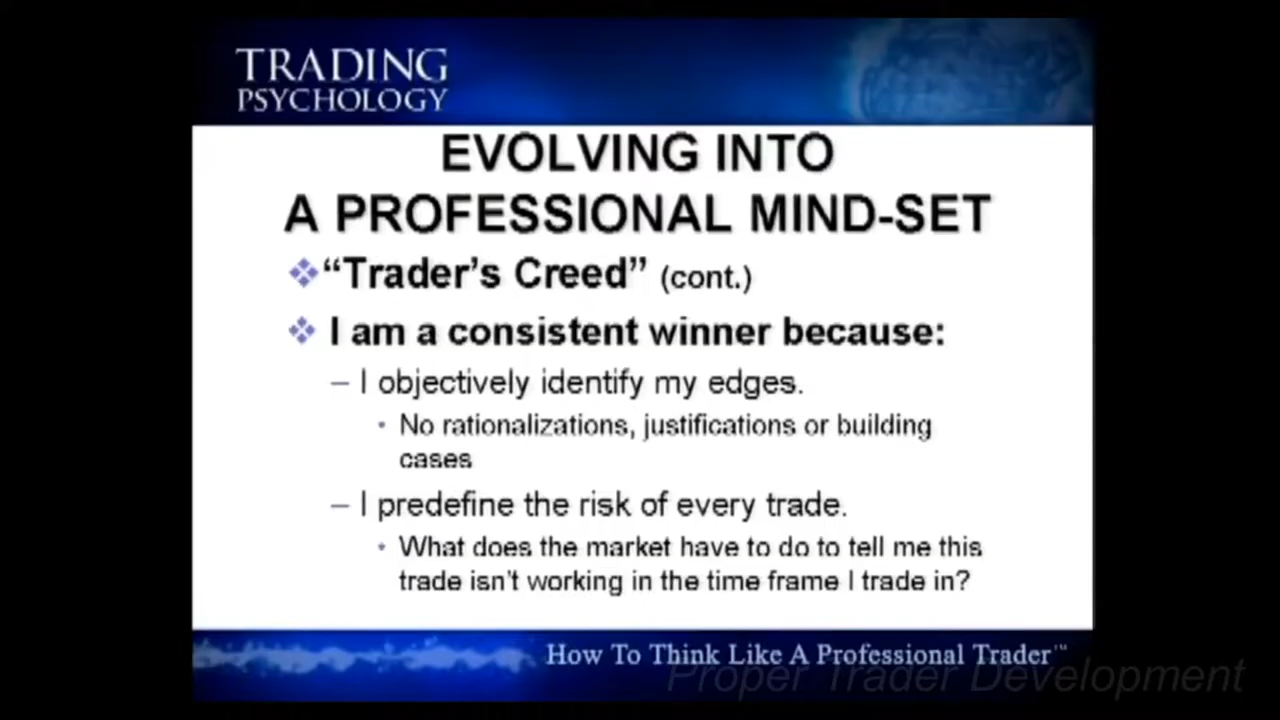 TRADING
PSYCHOLOGY
EVOLVING INTO
A PROFESSIONAL MIND-SET
“Trader’s Creed” (cont.)
I am a consistent winner because:
– I objectively identify my edges.
• No rationalizations, justifications or building
cases
– I predefine the risk of every trade.
• What does the market have to do to tell me this
trade isn’t working in the time frame I trade in?
How To Think Like A Professional Trader™
Proper Trader Development